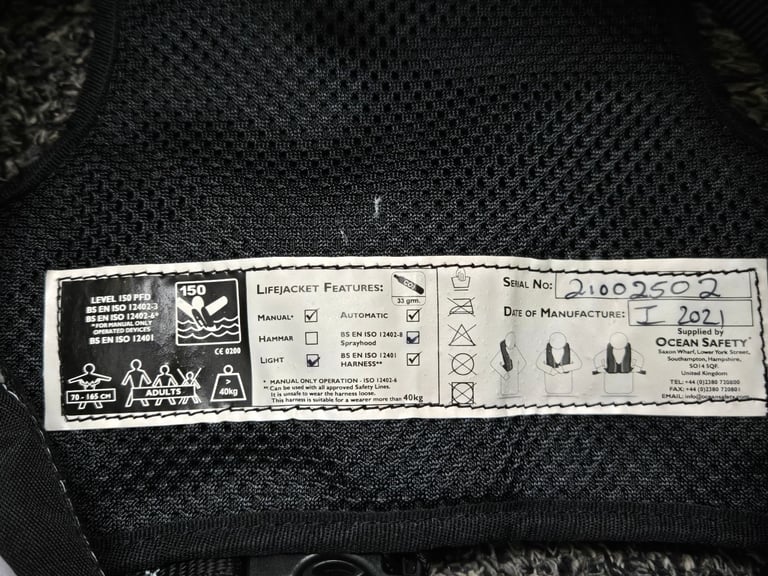 LEVEL 150 PFD
BS EN ISO 12402-3
BS EN ISO 12402-6*
*FOR MANUAL ONLY
OPERATED DEVICES
BS EN ISO 12401
150
CE 0200
70 - 165 CM
ADULTS
>
40kg
LIFEJACKET FEATURES:
CO2
33 grm.
MANUAL*
AUTOMATIC
HAMMAR
BS EN ISO 12402-8
Sprayhood
LIGHT
BS EN ISO 12401
HARNESS**
* MANUAL ONLY OPERATION - ISO 12402-6
** Can be used with all approved Safety Lines.
It is unsafe to wear the harness loose.
This harness is suitable for a wearer more than 40kg
SERIAL NO: 21002502
DATE OF MANUFACTURE: I 2021
Supplied by
OCEAN SAFETY
Saxon Wharf, Lower York Street,
Southampton, Hampshire,
SO14 5QF.
United Kingdom
TEL: +44 (0)2380 720800
FAX: +44 (0)2380 720801
EMAIL: info@oceansafety